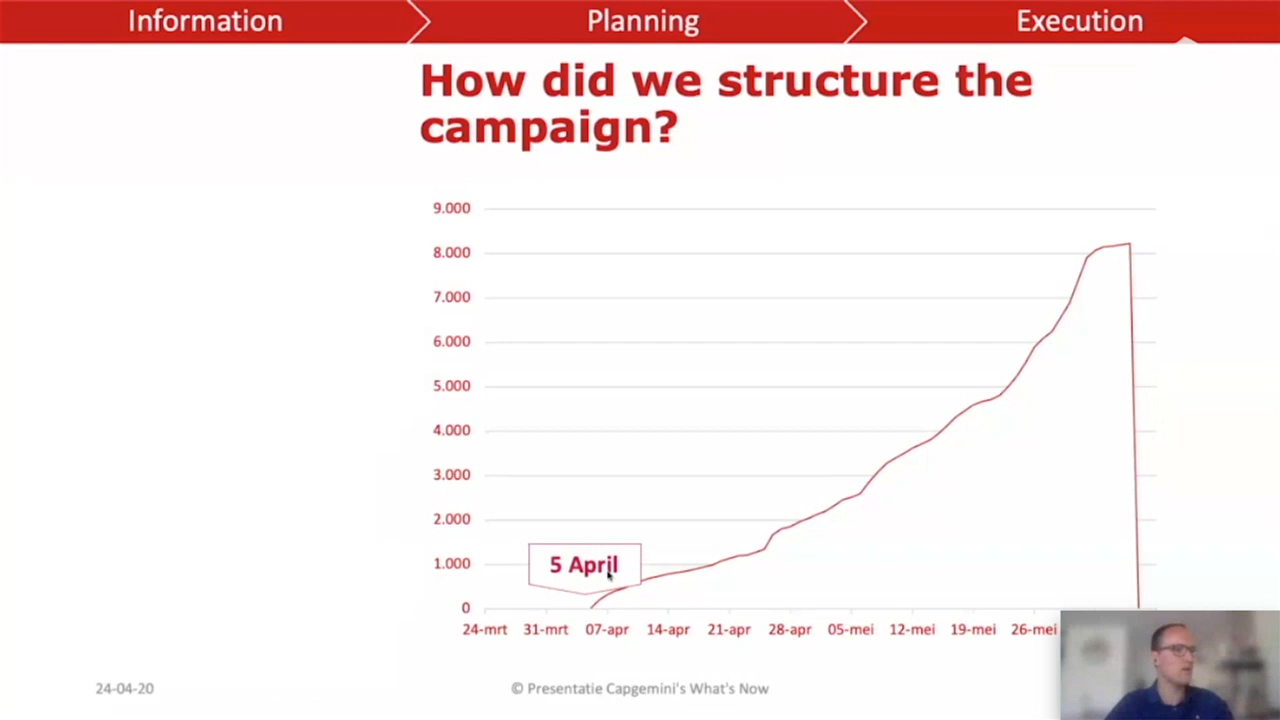 Information
Planning
Execution
How did we structure the
campaign?
9.000
8.000
7.000
6.000
5.000
4.000
3.000
2.000
1.000
0
5 April
24-mrt
31-mrt
07-apr
14-apr
21-apr
28-apr
05-mei
12-mei
19-mei
26-mei
24-04-20
© Presentatie Capgemini's What's Now